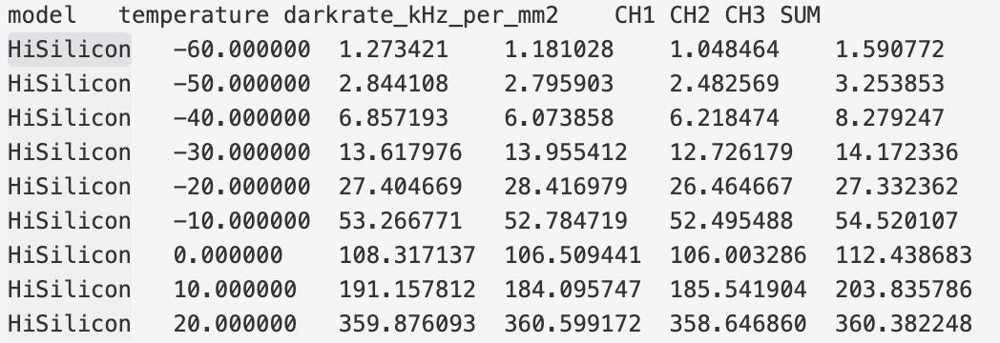 model temperature darkrate_kHz_per_mm2 CH1 CH2 CH3 SUM
HiSilicon -60.000000 1.273421 1.181028 1.048464 1.590772
HiSilicon -50.000000 2.844108 2.795903 2.482569 3.253853
HiSilicon -40.000000 6.857193 6.073858 6.218474 8.279247
HiSilicon -30.000000 13.617976 13.955412 12.726179 14.172336
HiSilicon -20.000000 27.404669 28.416979 26.464667 27.332362
HiSilicon -10.000000 53.266771 52.784719 52.495488 54.520107
HiSilicon 0.000000 108.317137 106.509441 106.003286 112.438683
HiSilicon 10.000000 191.157812 184.095747 185.541904 203.835786
HiSilicon 20.000000 359.876093 360.599172 358.646860 360.382248